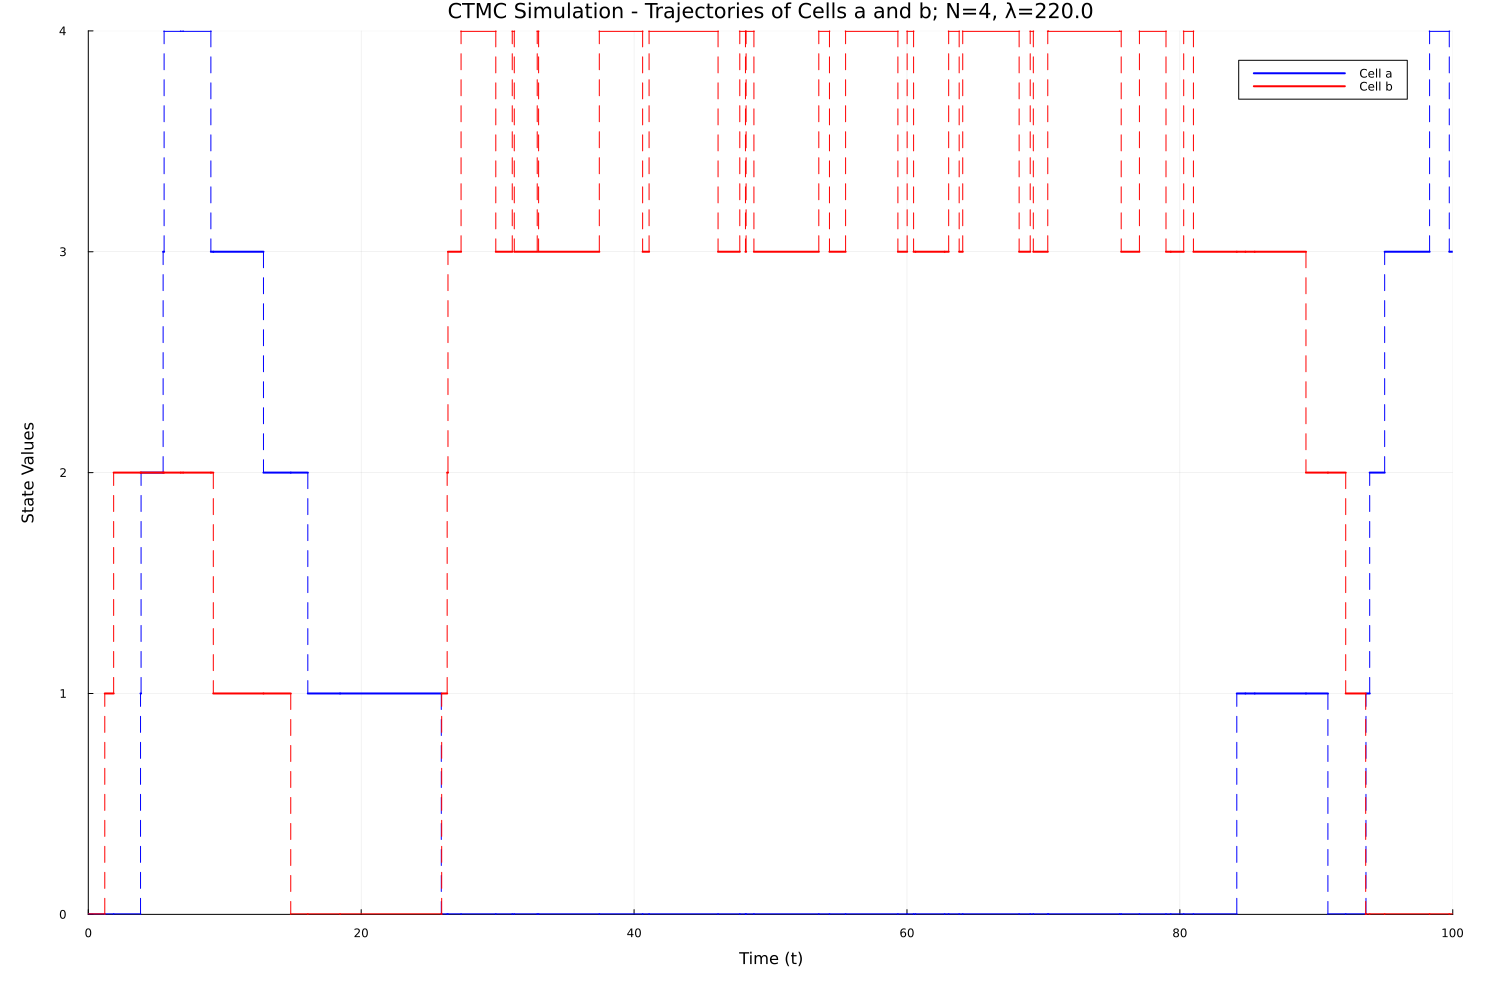 CTMC Simulation - Trajectories of Cells a and b; N=4, λ=220.0
4
Cell a
Cell b
3
State Values
2
1
0
0 20 40 60 80 100
Time (t)